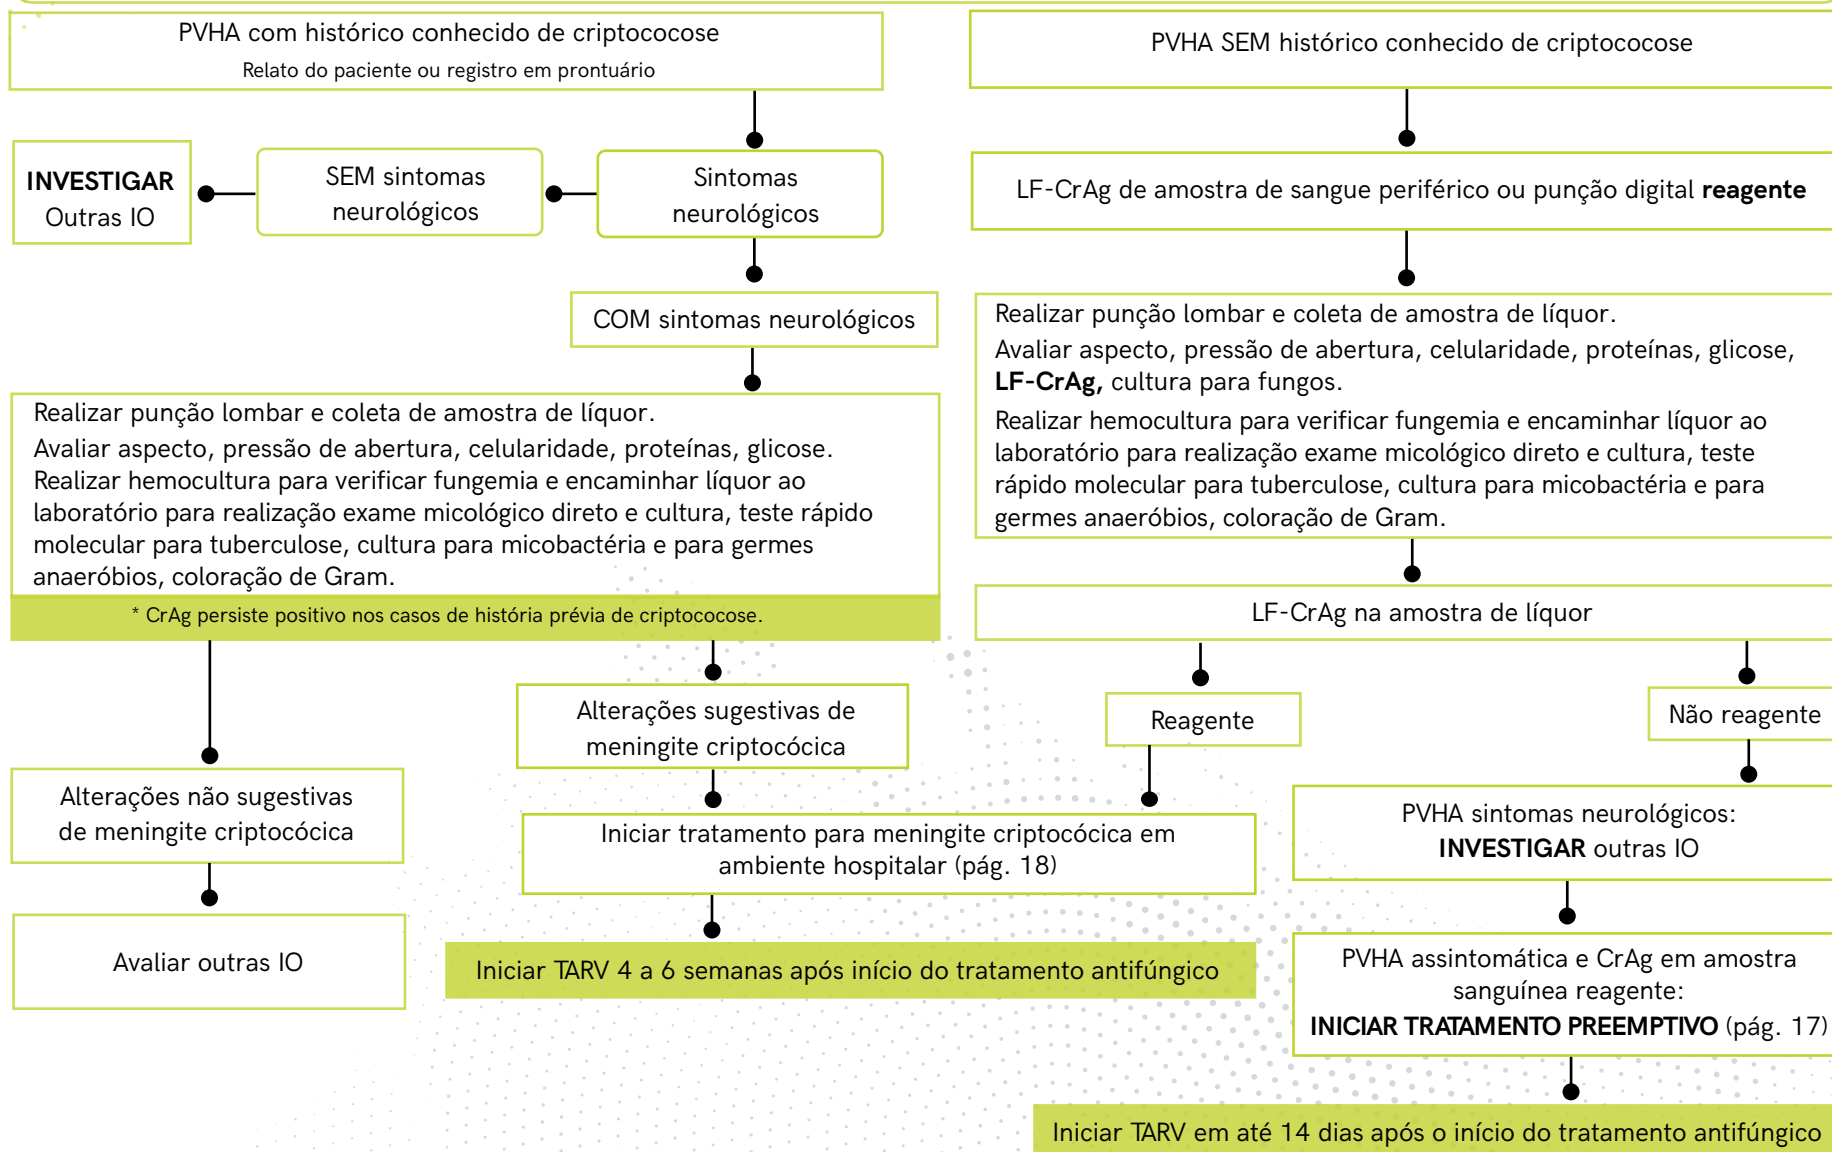 PVHA com histórico conhecido de criptococose
Relato do paciente ou registro em prontuário
INVESTIGAR
Outras IO
SEM sintomas
neurológicos
Sintomas
neurológicos
COM sintomas neurológicos
Realizar punção lombar e coleta de amostra de líquor.
Avaliar aspecto, pressão de abertura, celularidade, proteínas, glicose.
Realizar hemocultura para verificar fungemia e encaminhar líquor ao
laboratório para realização exame micológico direto e cultura, teste rápido
molecular para tuberculose, cultura para micobactéria e para germes
anaeróbios, coloração de Gram.
* CrAg persiste positivo nos casos de história prévia de criptococose.
Alterações não sugestivas
de meningite criptocócica
Avaliar outras IO
Alterações sugestivas de
meningite criptocócica
Iniciar tratamento para meningite criptocócica em
ambiente hospitalar (pág. 18)
Iniciar TARV 4 a 6 semanas após início do tratamento antifúngico
PVHA SEM histórico conhecido de criptococose
LF-CrAg de amostra de sangue periférico ou punção digital reagente
Realizar punção lombar e coleta de amostra de líquor.
Avaliar aspecto, pressão de abertura, celularidade, proteínas, glicose,
LF-CrAg, cultura para fungos.
Realizar hemocultura para verificar fungemia e encaminhar líquor ao
laboratório para realização exame micológico direto e cultura, teste
rápido molecular para tuberculose, cultura para micobactéria e para
germes anaeróbios, coloração de Gram.
LF-CrAg na amostra de líquor
Reagente
Não reagente
PVHA sintomas neurológicos:
INVESTIGAR outras IO
PVHA assintomática e CrAg em amostra
sanguínea reagente:
INICIAR TRATAMENTO PREEMPTIVO (pág. 17)
Iniciar TARV em até 14 dias após o início do tratamento antifúngico